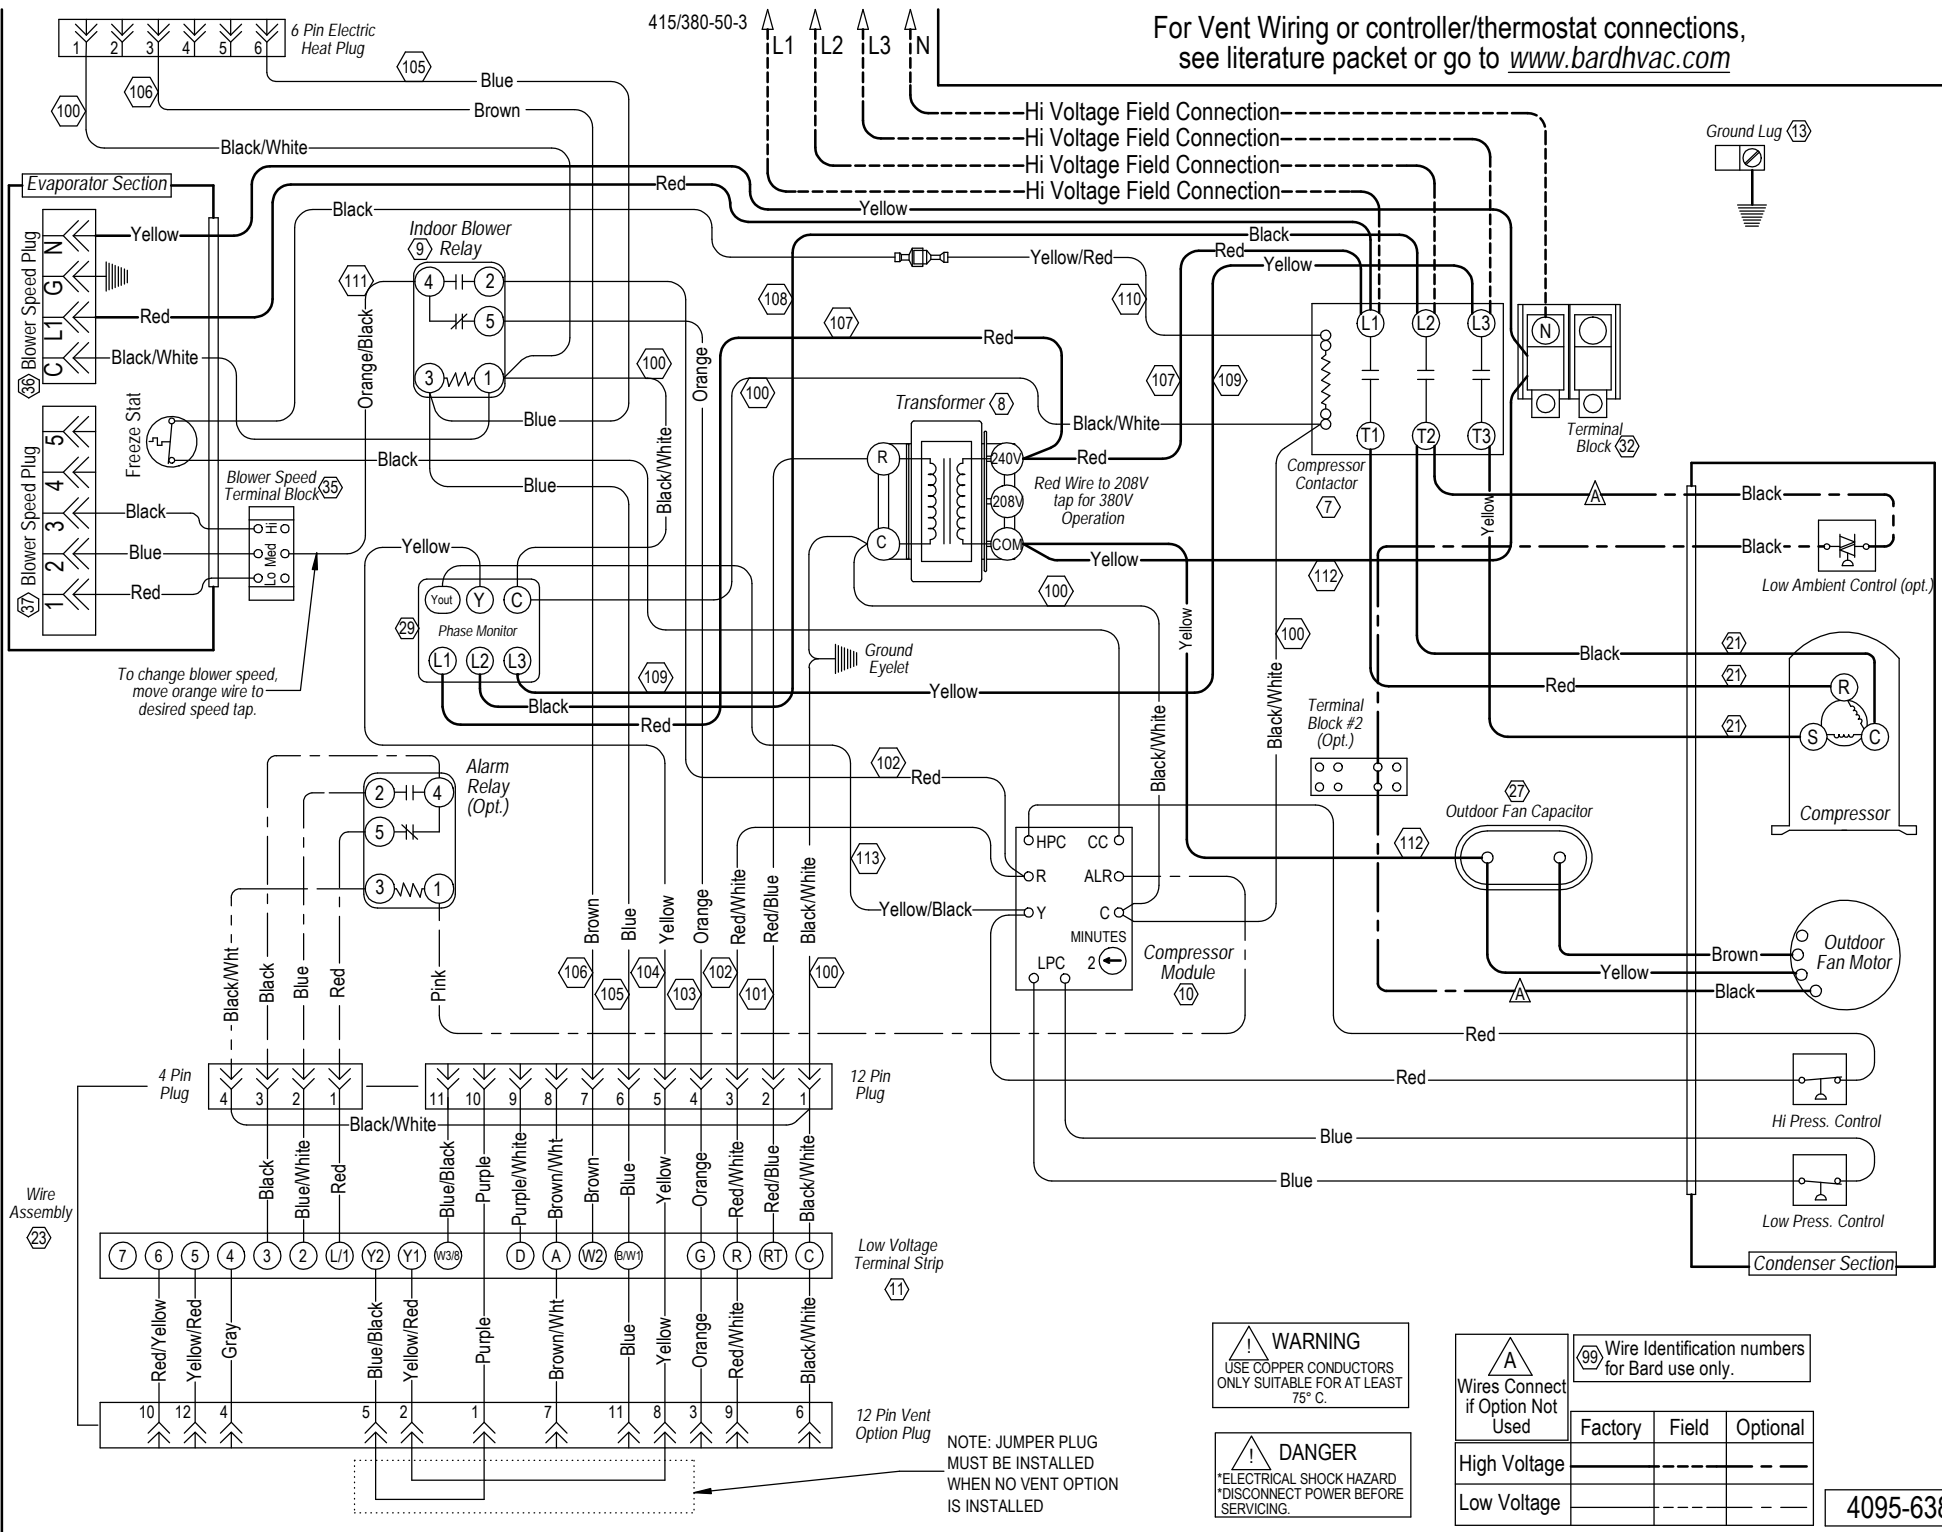 415/380-50-3
L1
L2
L3
N
For Vent Wiring or controller/thermostat connections,
see literature packet or go to www.bardhvac.com
6 Pin Electric
Heat Plug
1
2
3
4
5
6
105
Blue
106
Brown
100
Black/White
Hi Voltage Field Connection
Hi Voltage Field Connection
Hi Voltage Field Connection
Hi Voltage Field Connection
Ground Lug 13
Evaporator Section
Red
Black
Yellow
36 Blower Speed Plug
N
G
L1
C
Yellow
Red
Black/White
Indoor Blower
9 Relay
4
2
5
3
1
111
Orange/Black
Yellow/Red
110
Black
Red
Yellow
108
107
Red
Orange
100
100
107
109
L1
L2
L3
T1
T2
T3
N
Terminal
Block 32
Compressor
Contactor
7
Freeze Stat
Blue
Black
Blue
Black/White
Transformer 8
R
C
240V
208V
COM
Red
Black/White
Red Wire to 208V
tap for 380V
Operation
Yellow
112
100
37 Blower Speed Plug
5
4
3
2
1
Black
Blue
Red
Blower Speed
Terminal Block 35
Hi
Med
Lo
To change blower speed,
move orange wire to
desired speed tap.
Yellow
Yout
Y
C
29
Phase Monitor
L1
L2
L3
109
Yellow
Black
Red
Ground
Eyelet
Yellow
Black/White
100
Black/White
Yellow
A
Black
Black
Low Ambient Control (opt.)
21
Black
21
Red
21
R
S
C
Compressor
Terminal
Block #2
(Opt.)
27
Outdoor Fan Capacitor
112
Outdoor
Fan Motor
Brown
Yellow
Black
A
Alarm
Relay
(Opt.)
2
4
5
3
1
Black/Wht
Black
Blue
Red
Pink
102
Red
113
Yellow/Black
HPC
CC
R
ALR
Y
C
MINUTES
2
LPC
Compressor
Module
10
Brown
Blue
Yellow
Orange
Red/White
Red/Blue
Black/White
106
105
104
103
102
101
100
Red
Red
Hi Press. Control
Blue
Blue
Low Press. Control
Condenser Section
4 Pin
Plug
4
3
2
1
11
10
9
8
7
6
5
4
3
2
1
12 Pin
Plug
Black/White
Wire
Assembly
23
Black
Blue/White
Red
Blue/Black
Purple
Purple/White
Brown/Wht
Brown
Blue
Yellow
Orange
Red/White
Red/Blue
Black/White
7
6
5
4
3
2
L/1
Y2
Y1
W3/8
D
A
W2
B/W1
G
R
RT
C
Low Voltage
Terminal Strip
11
Red/Yellow
Yellow/Red
Gray
Blue/Black
Yellow/Red
Purple
Brown/Wht
Blue
Yellow
Orange
Red/White
Black/White
10
12
4
5
2
1
7
11
8
3
9
6
12 Pin Vent
Option Plug
NOTE: JUMPER PLUG
MUST BE INSTALLED
WHEN NO VENT OPTION
IS INSTALLED
! WARNING
USE COPPER CONDUCTORS
ONLY SUITABLE FOR AT LEAST
75° C.
! DANGER
*ELECTRICAL SHOCK HAZARD
*DISCONNECT POWER BEFORE
SERVICING.
A
Wires Connect
if Option Not
Used
99 Wire Identification numbers
for Bard use only.
Factory
Field
Optional
High Voltage
Low Voltage
4095-638